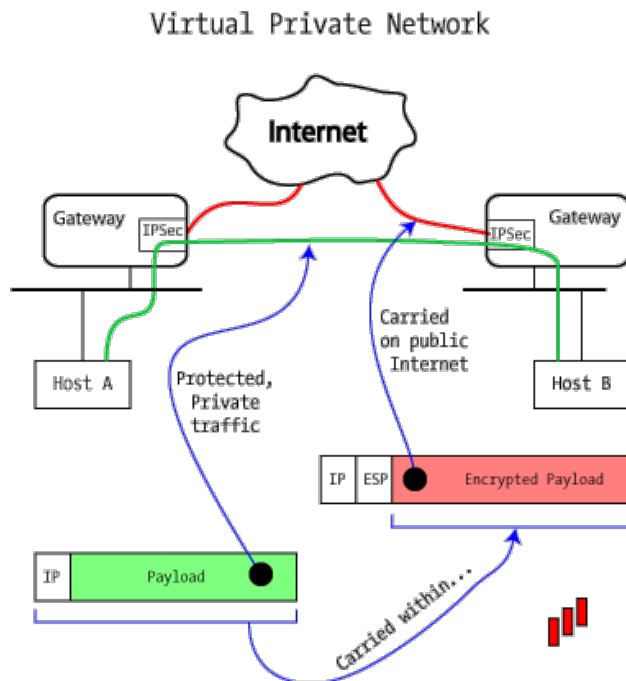 Virtual Private Network
Internet
Gateway
IPSec
Gateway
IPSec
Host A
Host B
Protected,
Private
traffic
Carried
on public
Internet
IP
ESP
Encrypted Payload
IP
Payload
Carried within...